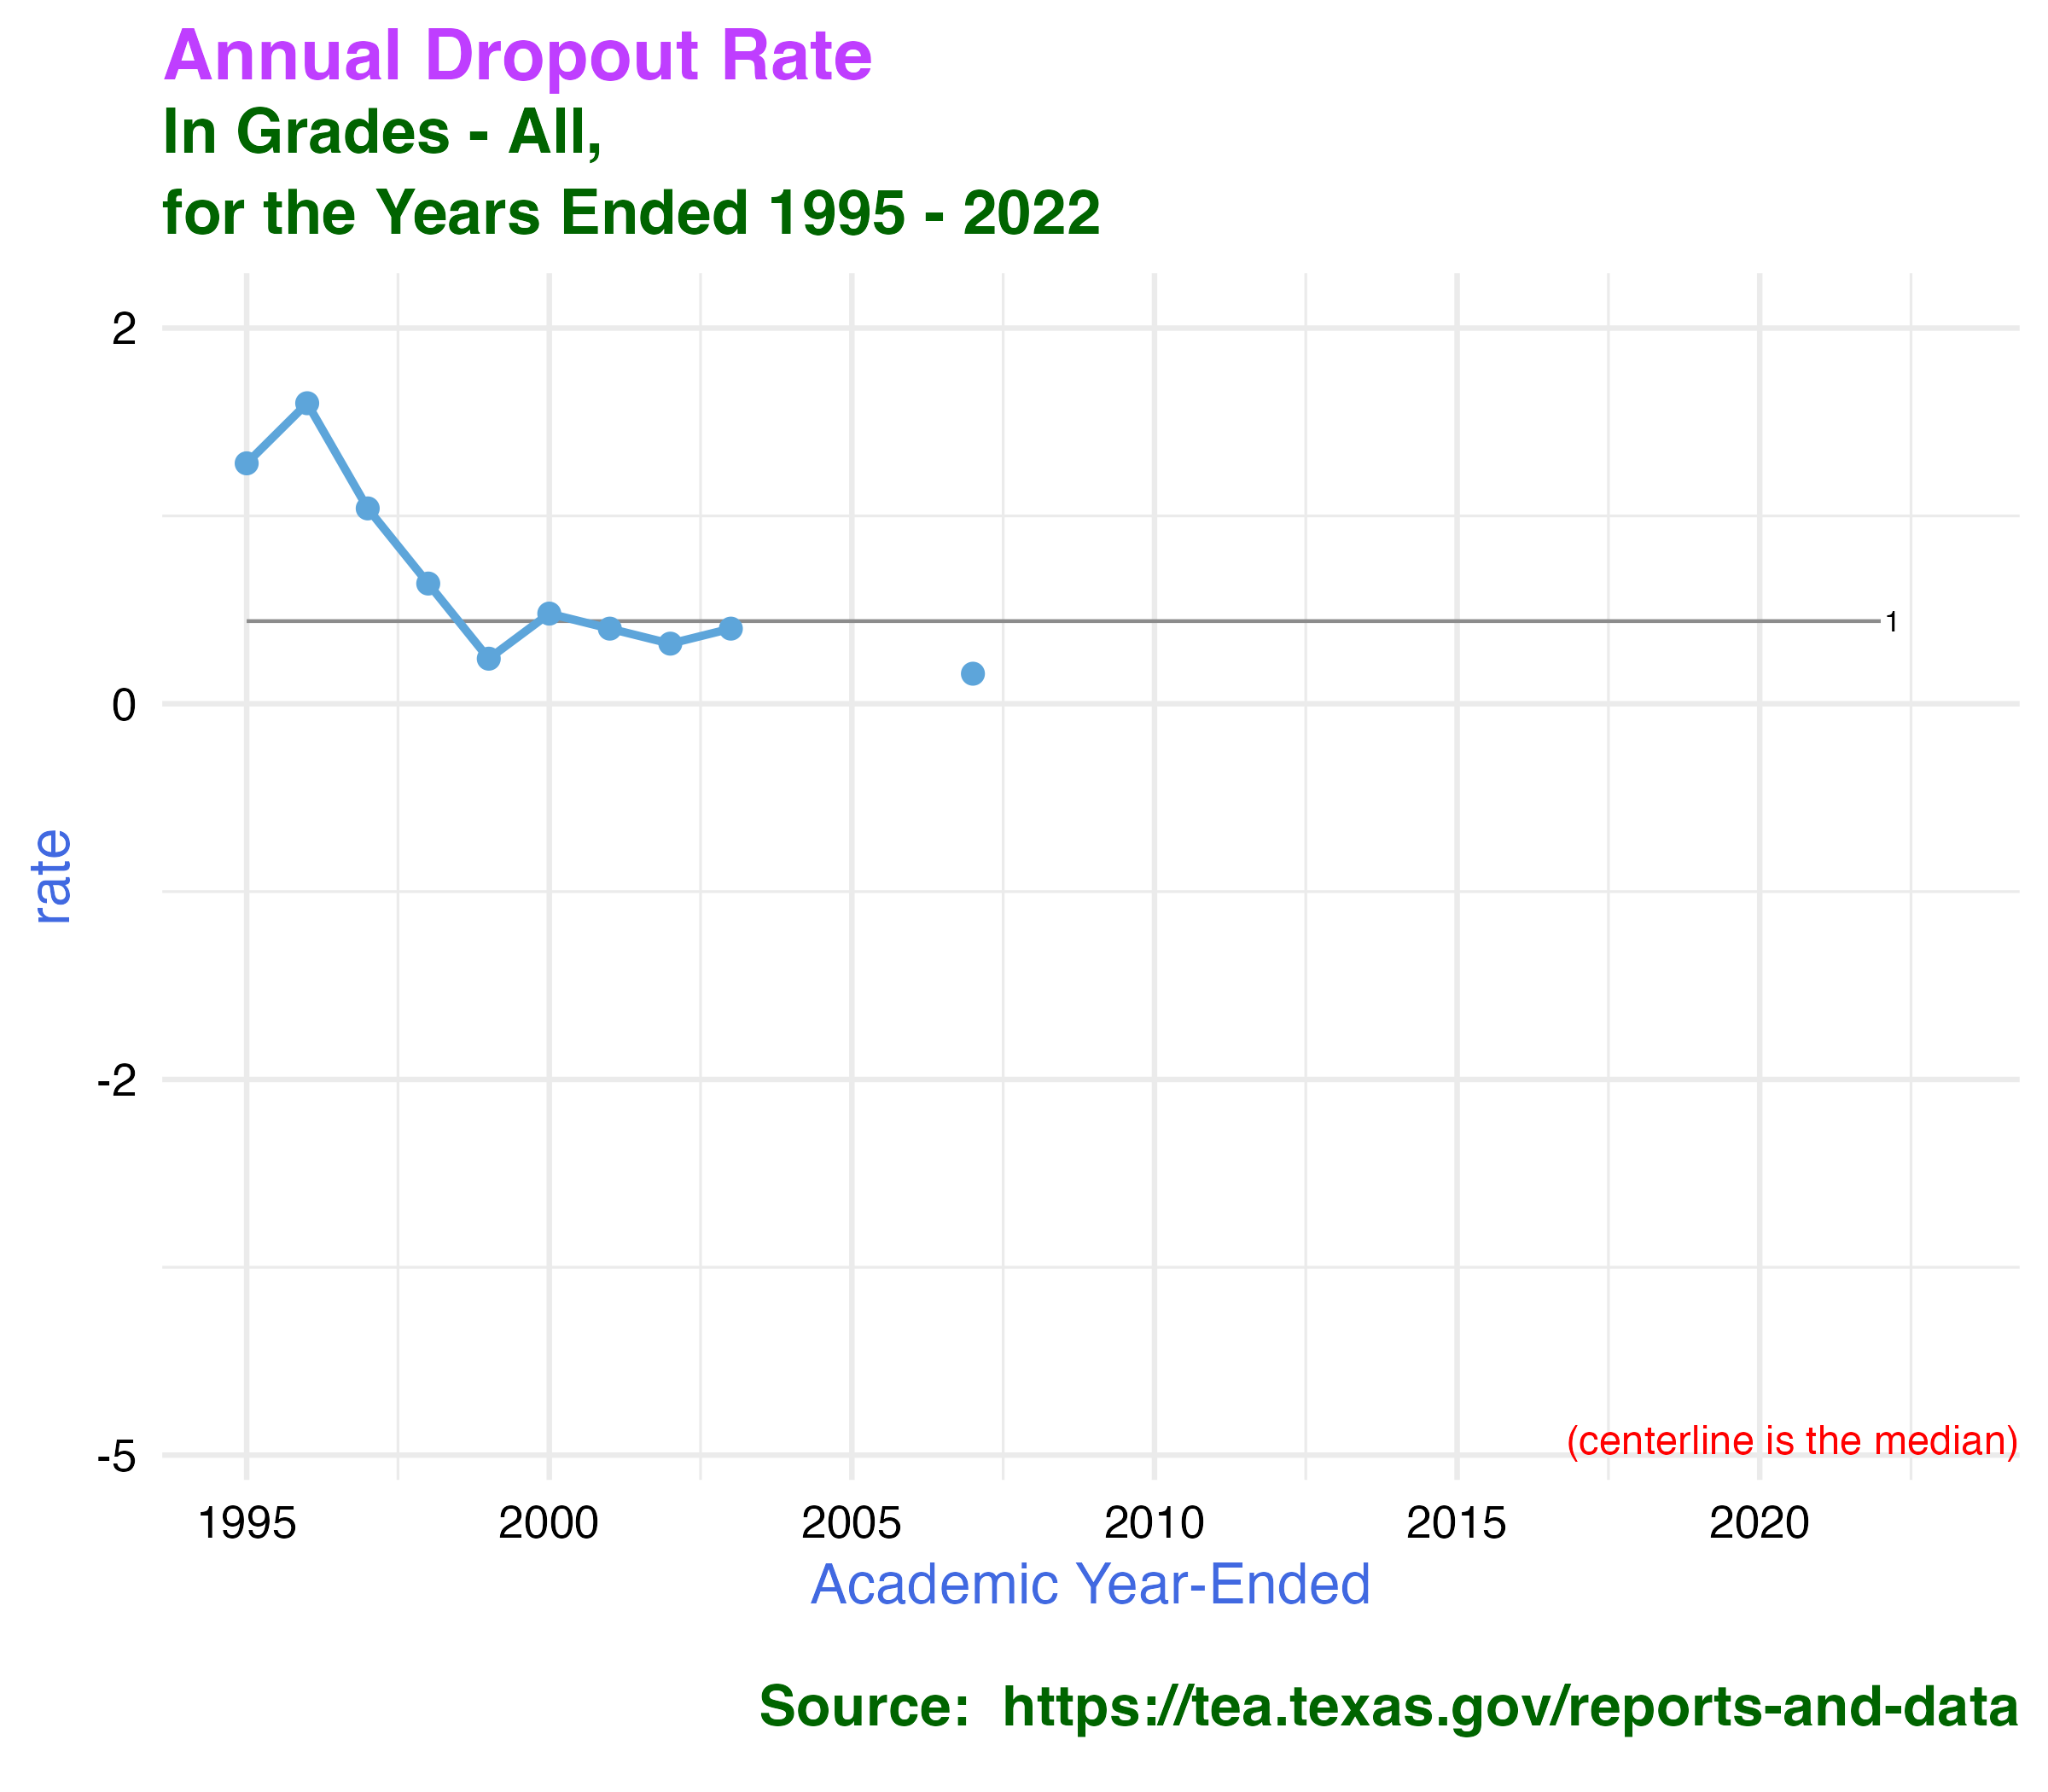 Annual Dropout Rate
In Grades - All,
for the Years Ended 1995 - 2022
2
0
-2
-5
rate
1
(centerline is the median)
1995 2000 2005 2010 2015 2020
Academic Year-Ended
Source:  https://tea.texas.gov/reports-and-data